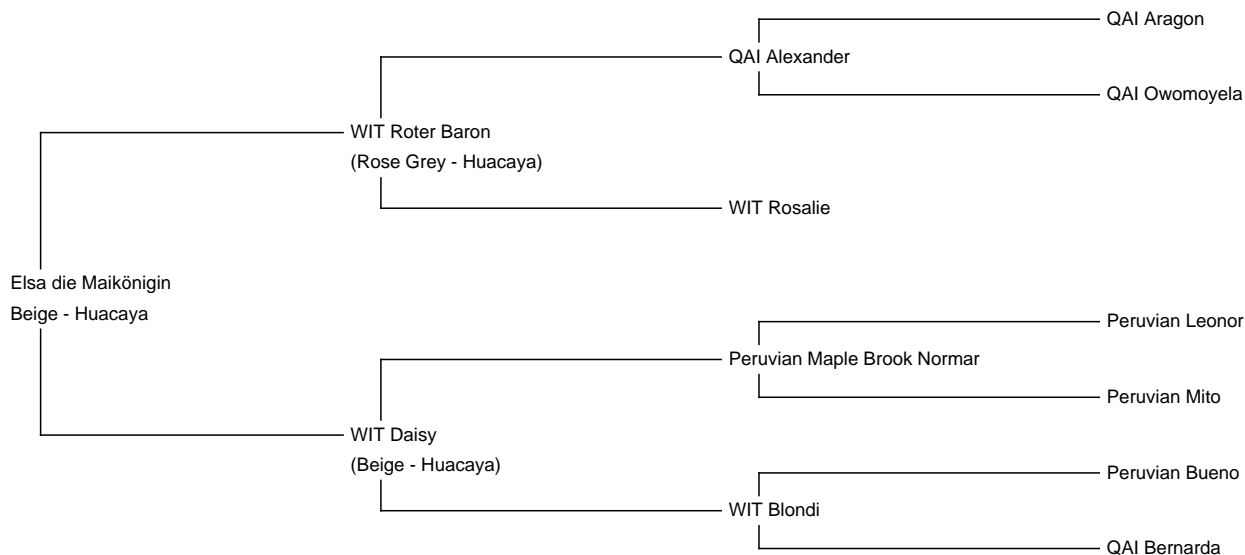 QAI Aragon
QAI Alexander
QAI Owomoyela
WIT Roter Baron
(Rose Grey - Huacaya)
WIT Rosalie
Elsa die Maikönigin
Beige - Huacaya
Peruvian Leonor
Peruvian Maple Brook Normar
Peruvian Mito
WIT Daisy
(Beige - Huacaya)
Peruvian Bueno
WIT Blondi
QAI Bernarda